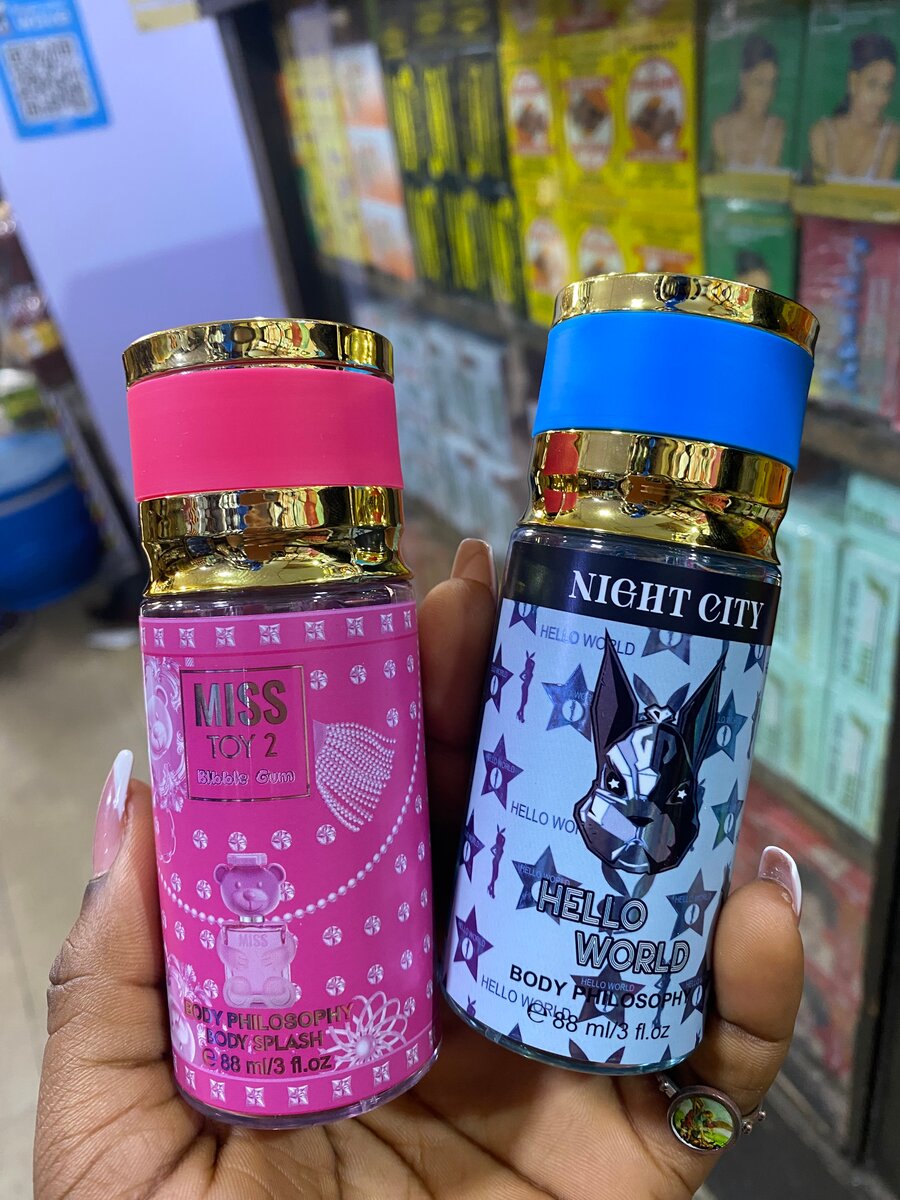 MISS
TOY 2
Bibble Gum
MISS
BODY PHILOSOPHY
BODY SPLASH
e 88 ml/3 fl.oz
NIGHT CITY
HELLO WORLD
HELLO WOR
HELLO
WORLD
BODY PHILOSOPHY
HELLO WORLD
e 88 ml/3 fl.oz